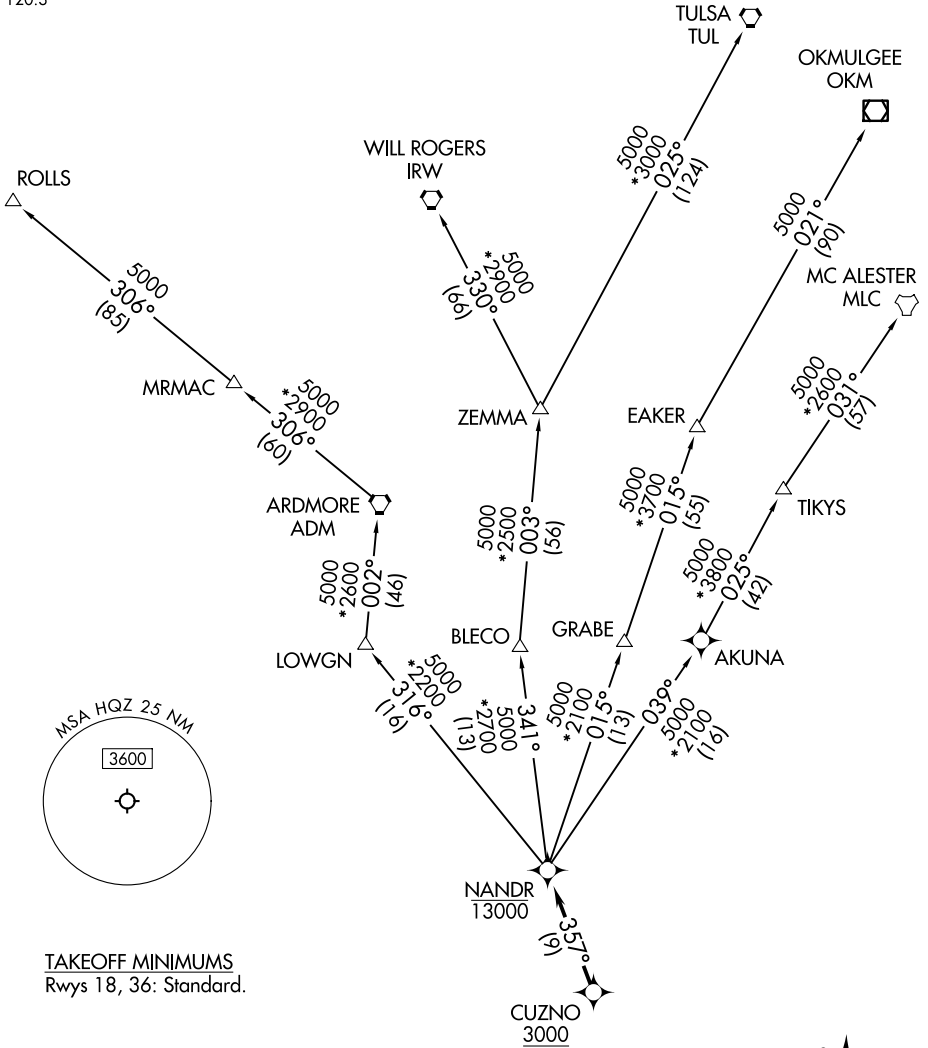 120.3
TULSA
TUL
OKMULGEE
OKM
WILL ROGERS
IRW
5000
*3000
025°
(124)
ROLLS
5000
021°
(90)
5000
*2900
330°
(66)
MC ALESTER
MLC
5000
306°
(85)
5000
*2600
031°
(57)
MRMAC
5000
*2900
306°
(60)
ZEMMA
EAKER
ARDMORE
ADM
5000
*3700
015°
(55)
TIKYS
5000
*2500
003°
(56)
5000
*2600
002°
(46)
5000
*3800
025°
(42)
LOWGN
BLECO
GRABE
AKUNA
5000
*2200
316°
(16)
341°
5000
*2700
(13)
5000
*2100
015°
(13)
039°
5000
*2100
(16)
MSA HQZ 25 NM
3600
NANDR
13000
357°
(9)
TAKEOFF MINIMUMS
Rwys 18, 36: Standard.
CUZNO
3000